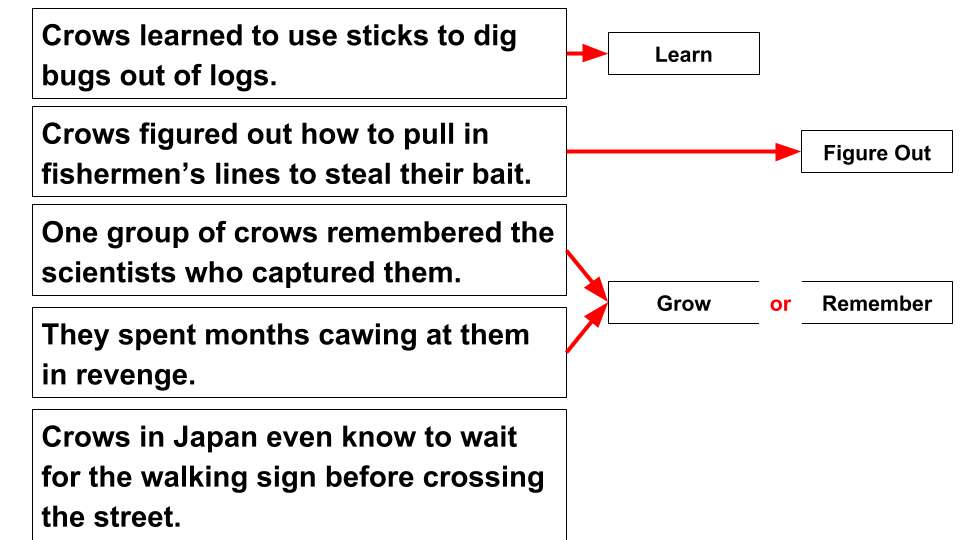 Crows learned to use sticks to dig
bugs out of logs.
Learn
Crows figured out how to pull in
fishermen’s lines to steal their bait.
Figure Out
One group of crows remembered the
scientists who captured them.
They spent months cawing at them
in revenge.
Grow or Remember
Crows in Japan even know to wait
for the walking sign before crossing
the street.